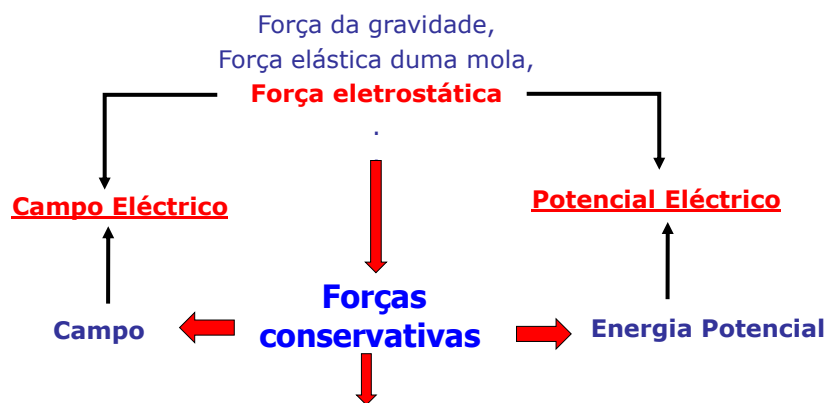 Força da gravidade,
Força elástica duma mola,
Força eletrostática
.
Campo Eléctrico
Potencial Eléctrico
Forças
conservativas
Campo
Energia Potencial